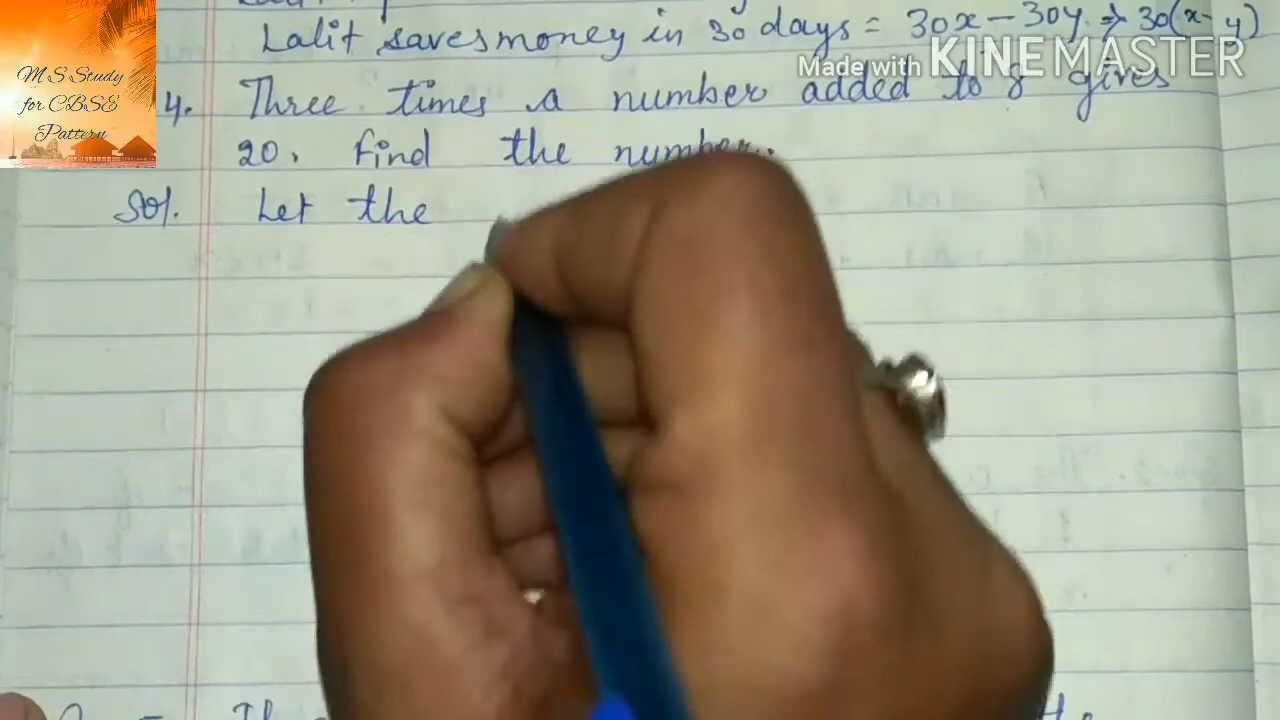 Lalit saves money in 30 days = 30x - 30y ⇒ 30(x - y)
Made with KINEMASTER
M S Study
for CBSE
Pattern
4. Three times a number added to 8 gives
20. find the number.
Sol. Let the